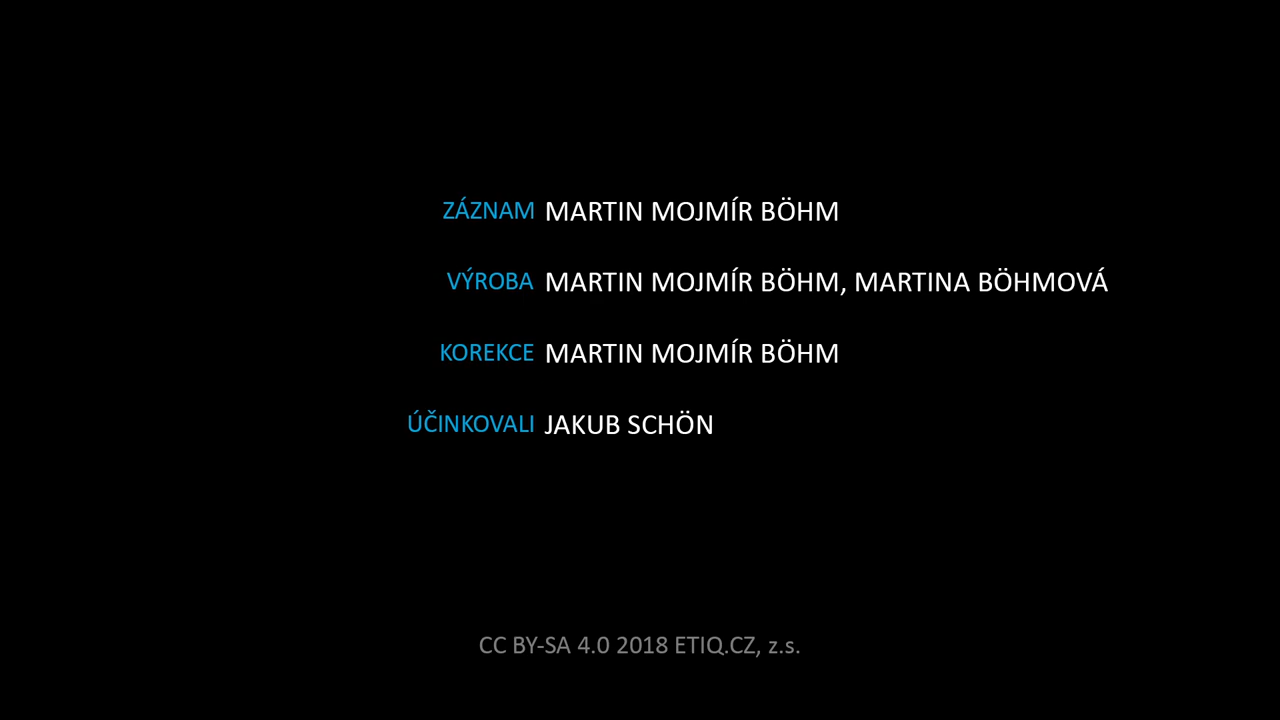 ZÁZNAM MARTIN MOJMÍR BÖHM
VÝROBA MARTIN MOJMÍR BÖHM, MARTINA BÖHMOVÁ
KOREKCE MARTIN MOJMÍR BÖHM
ÚČINKOVALI JAKUB SCHÖN
CC BY-SA 4.0 2018 ETIQ.CZ, z.s.